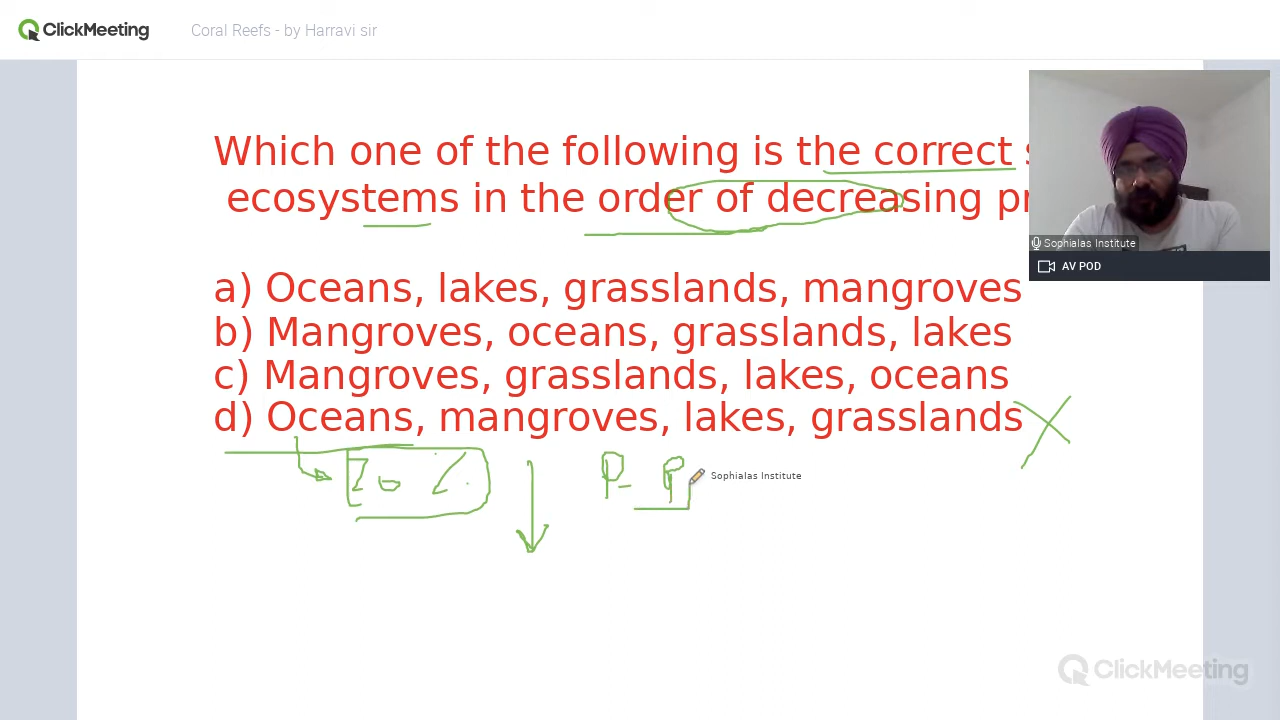 ClickMeeting
Coral Reefs - by Harravi sir
Which one of the following is the correct
ecosystems in the order of decreasing
a) Oceans, lakes, grasslands, mangroves
b) Mangroves, oceans, grasslands, lakes
c) Mangroves, grasslands, lakes, oceans
d) Oceans, mangroves, lakes, grasslands
Sophialas Institute
AV POD
P- P
Sophialas Institute
ClickMeeting